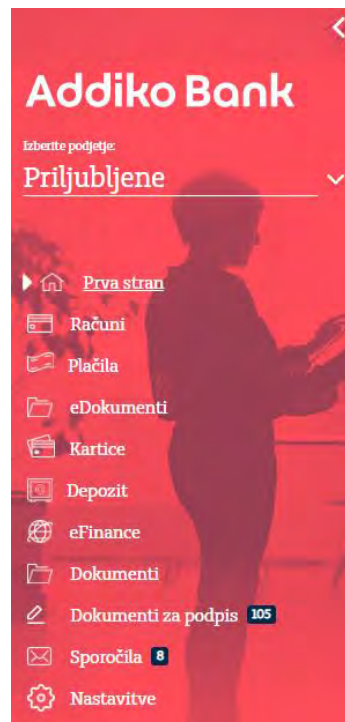 Addiko Bank
Izberite podjetje:
Priljubljene
Prva stran
Računi
Plačila
eDokumenti
Kartice
Depozit
eFinance
Dokumenti
Dokumenti za podpis 105
Sporočila 8
Nastavitve